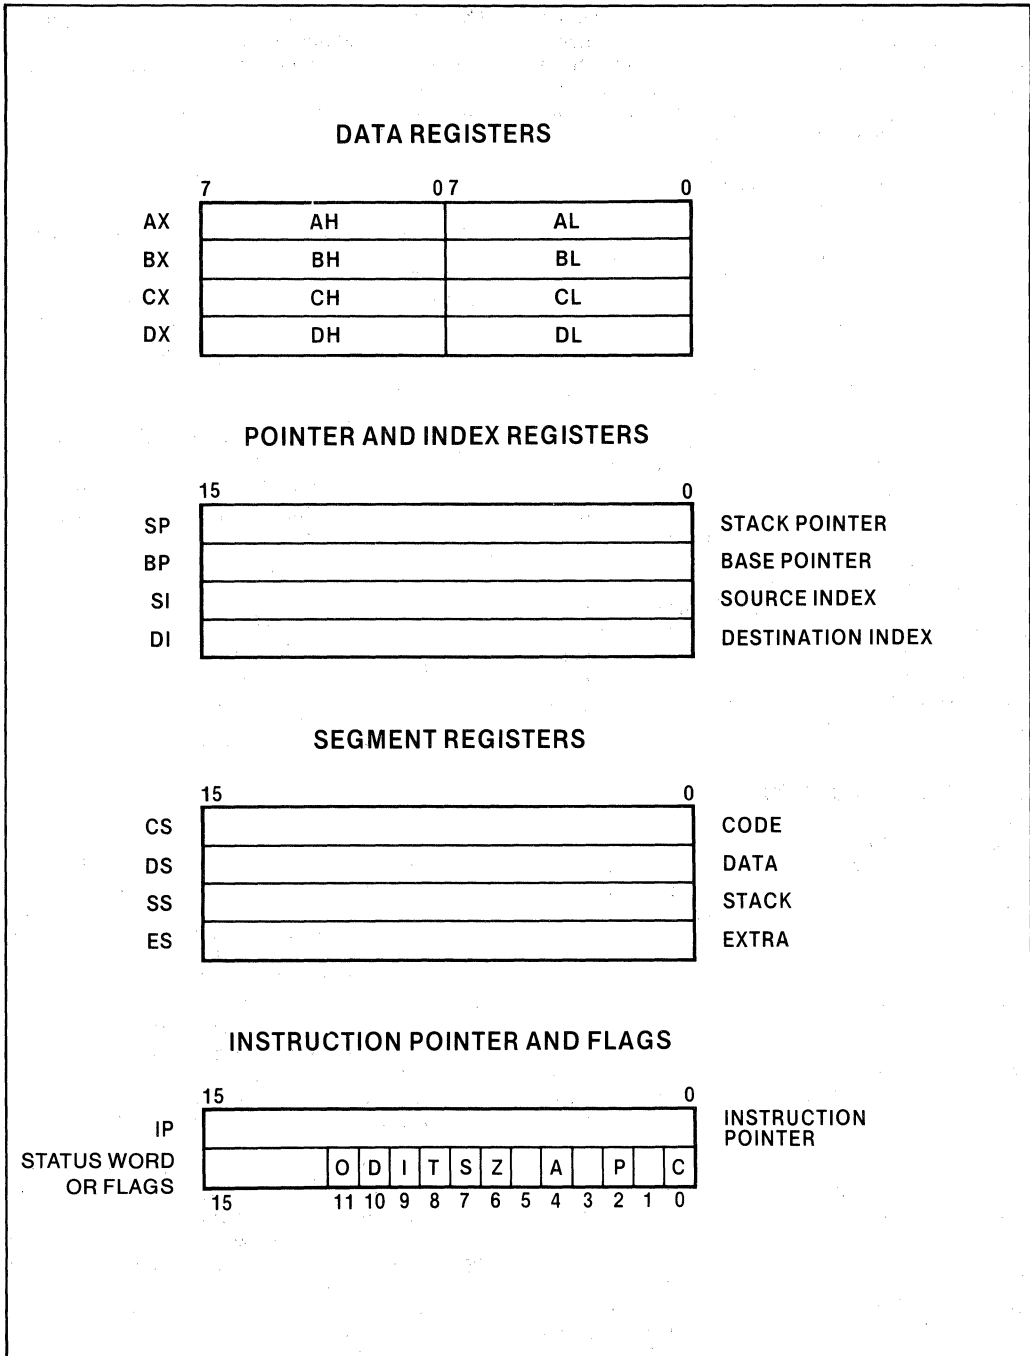 DATA REGISTERS
7 0 7 0
AX AH AL
BX BH BL
CX CH CL
DX DH DL
POINTER AND INDEX REGISTERS
15 0
SP STACK POINTER
BP BASE POINTER
SI SOURCE INDEX
DI DESTINATION INDEX
SEGMENT REGISTERS
15 0
CS CODE
DS DATA
SS STACK
ES EXTRA
INSTRUCTION POINTER AND FLAGS
15 0
IP INSTRUCTION
POINTER
STATUS WORD O D I T S Z A P C
OR FLAGS
15 11 10 9 8 7 6 5 4 3 2 1 0